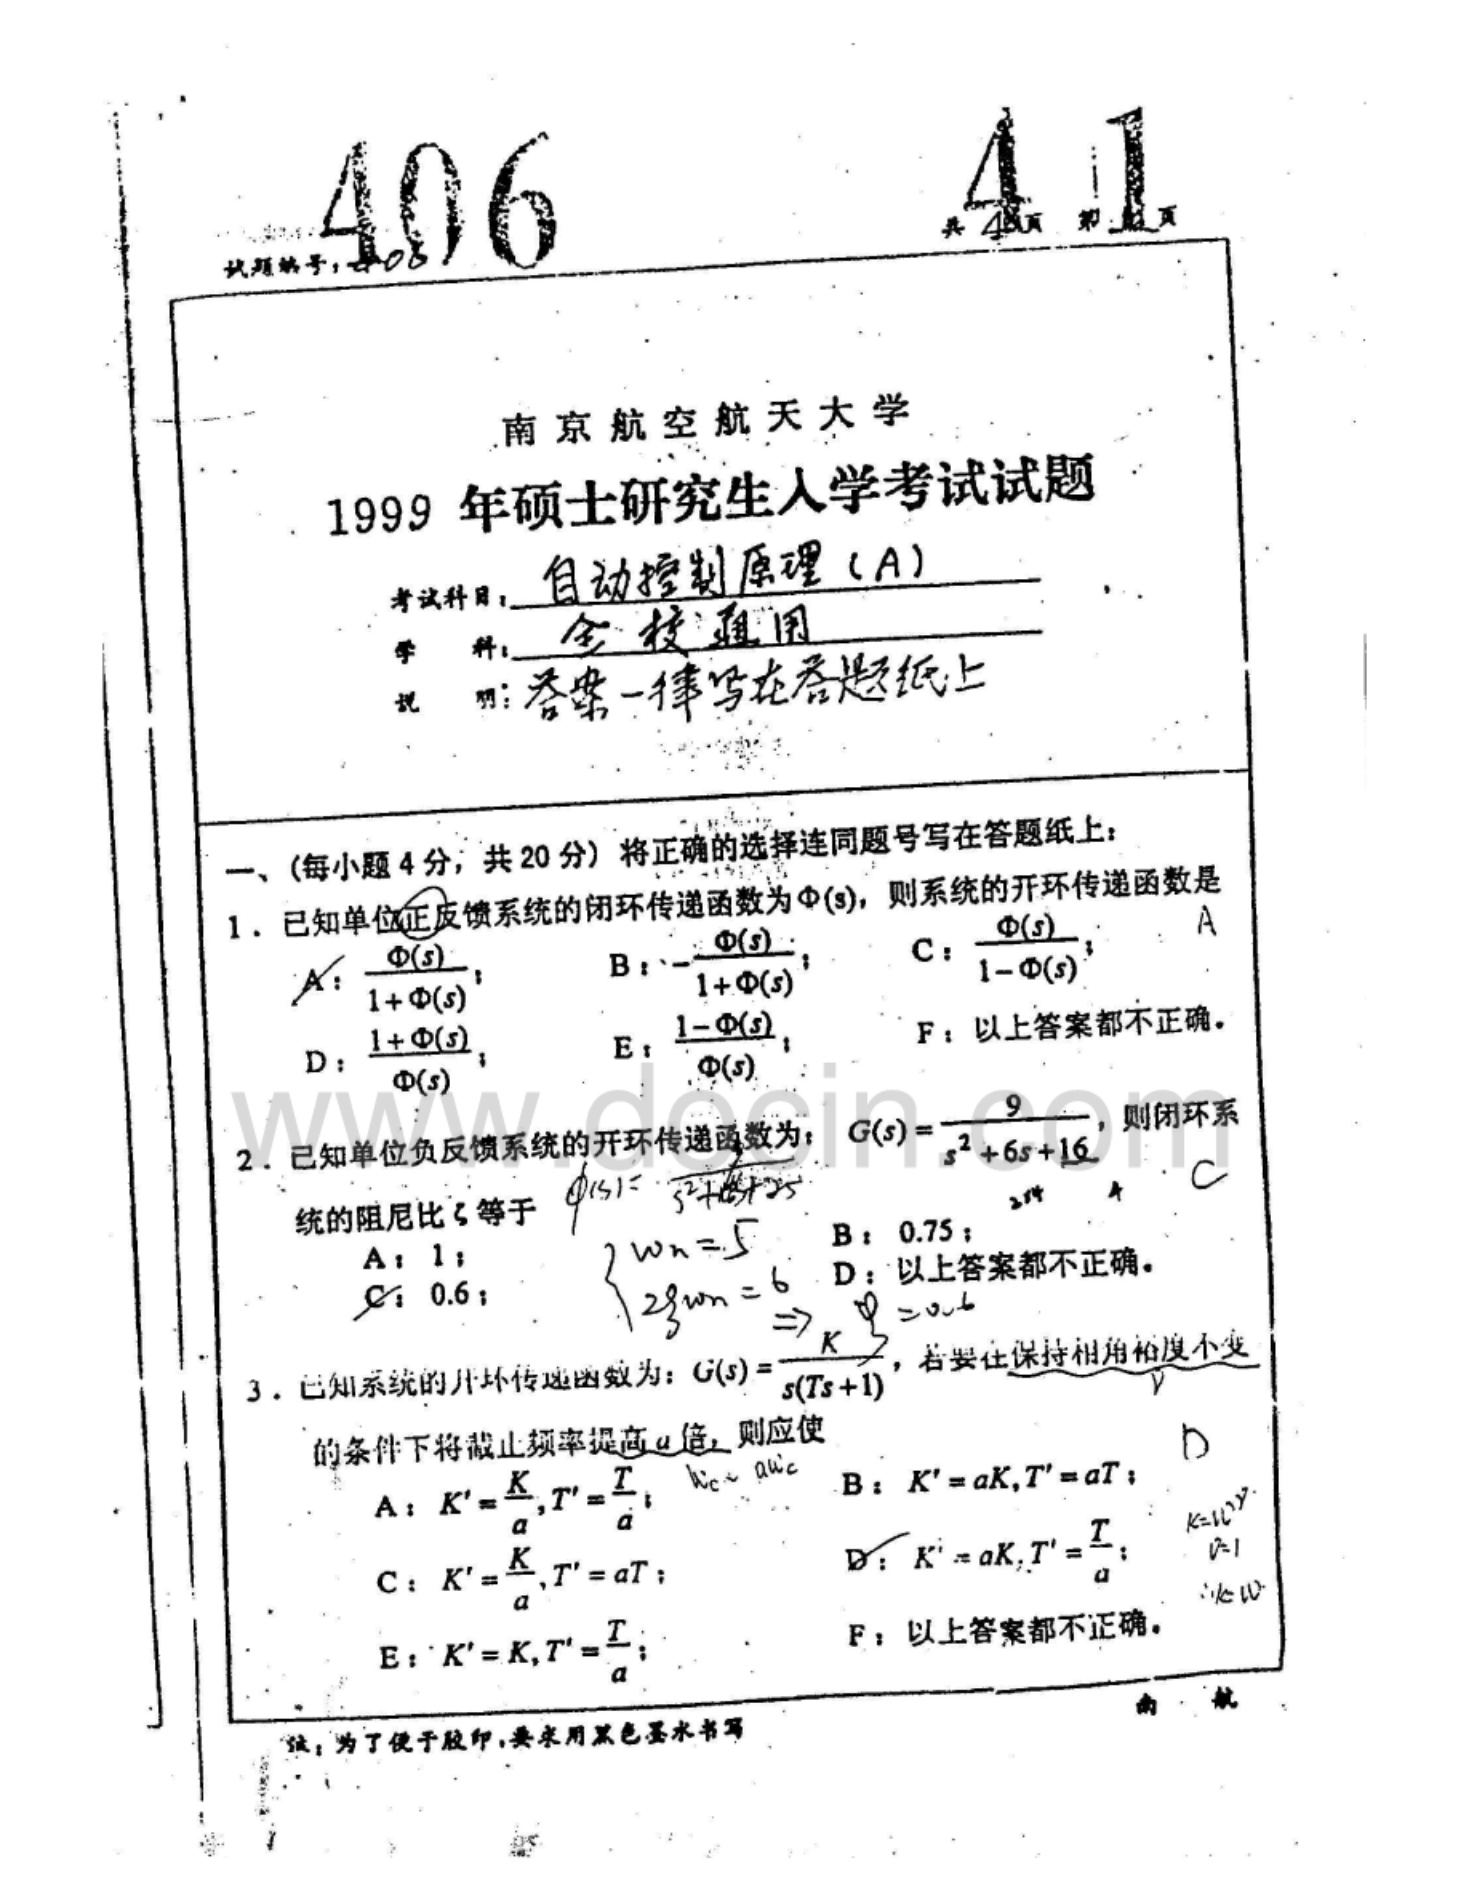 406
4 1
试题编号：406
共 4 页 第 1 页
南京航空航天大学
1999 年硕士研究生入学考试试题
考试科目：自动控制原理（A）
学 科：全校通用
说 明：答案一律写在答题纸上
一、（每小题 4 分，共 20 分）将正确的选择连同题号写在答题纸上：
1．已知单位正反馈系统的闭环传递函数为Φ(s)，则系统的开环传递函数是
A
A：Φ(s)/(1+Φ(s))； B：-Φ(s)/(1+Φ(s))； C：Φ(s)/(1-Φ(s))；
D：(1+Φ(s))/Φ(s)； E：(1-Φ(s))/Φ(s)； F：以上答案都不正确。
www.docin.com
2．已知单位负反馈系统的开环传递函数为：G(s)=9/(s²+6s+16)，则闭环系
统的阻尼比ζ等于 C
A：1； B：0.75；
C：0.6； D：以上答案都不正确。
wn=5
2ξwn=6
⇒ ξ=0.6
3．已知系统的开环传递函数为：G(s)=K/(s(Ts+1))，若要在保持相角裕度不变
的条件下将截止频率提高 a 倍，则应使
D
A：K'=K/a, T'=T/a； B：K'=aK, T'=aT；
C：K'=K/a, T'=aT； D：K'=aK, T'=T/a；
E：K'=K, T'=T/a； F：以上答案都不正确。
南 航
注：为了便于胶印，要求用黑色墨水书写